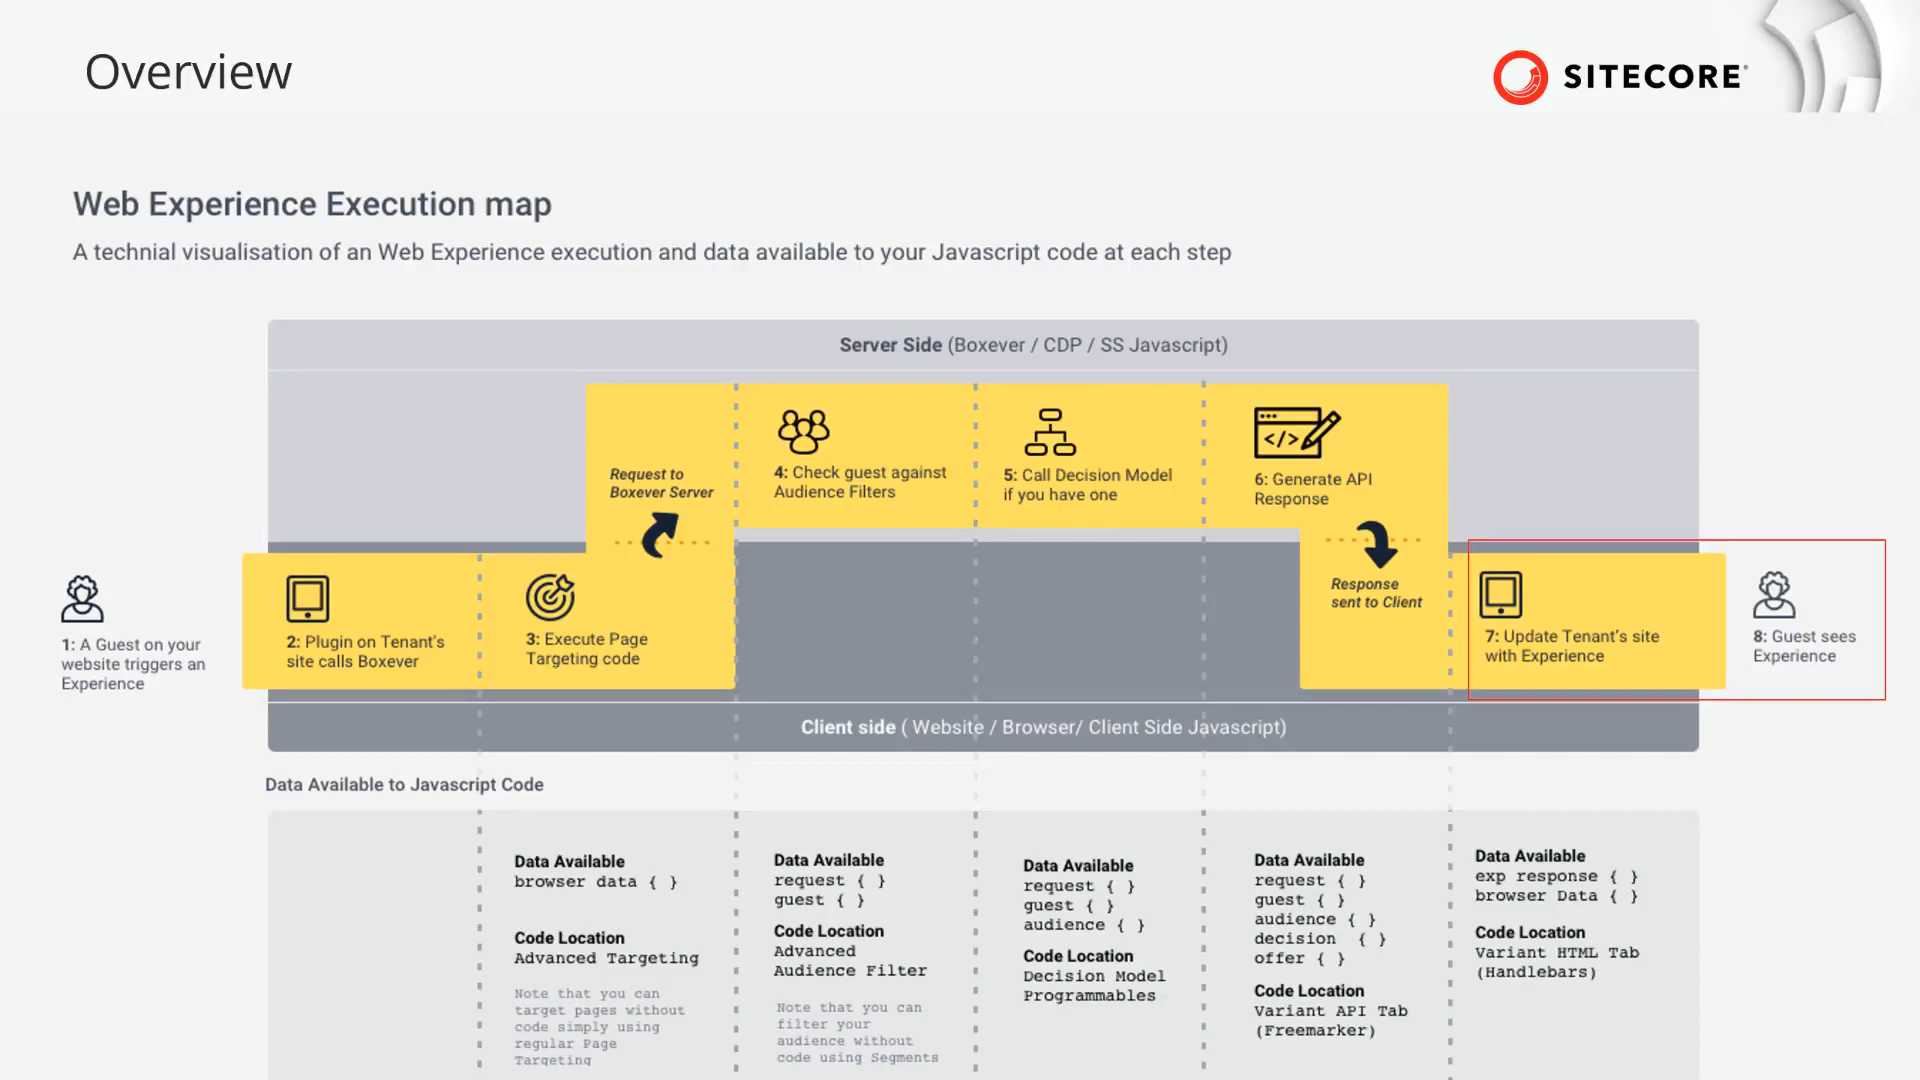 Overview
SITECORE
Web Experience Execution map
A technial visualisation of an Web Experience execution and data available to your Javascript code at each step
Server Side (Boxever / CDP / SS Javascript)
1: A Guest on your
website triggers an
Experience
2: Plugin on Tenant's
site calls Boxever
3: Execute Page
Targeting code
Request to
Boxever Server
4: Check guest against
Audience Filters
5: Call Decision Model
if you have one
6: Generate API
Response
Response
sent to Client
7: Update Tenant's site
with Experience
8: Guest sees
Experience
Client side ( Website / Browser/ Client Side Javascript)
Data Available to Javascript Code
Data Available
browser data { }
Code Location
Advanced Targeting
Note that you can
target pages without
code simply using
regular Page
Targeting
Data Available
request { }
guest { }
Code Location
Advanced
Audience Filter
Note that you can
filter your
audience without
code using Segments
Data Available
request { }
guest { }
audience { }
Code Location
Decision Model
Programmables
Data Available
request { }
guest { }
audience { }
decision { }
offer { }
Code Location
Variant API Tab
(Freemarker)
Data Available
exp response { }
browser Data { }
Code Location
Variant HTML Tab
(Handlebars)